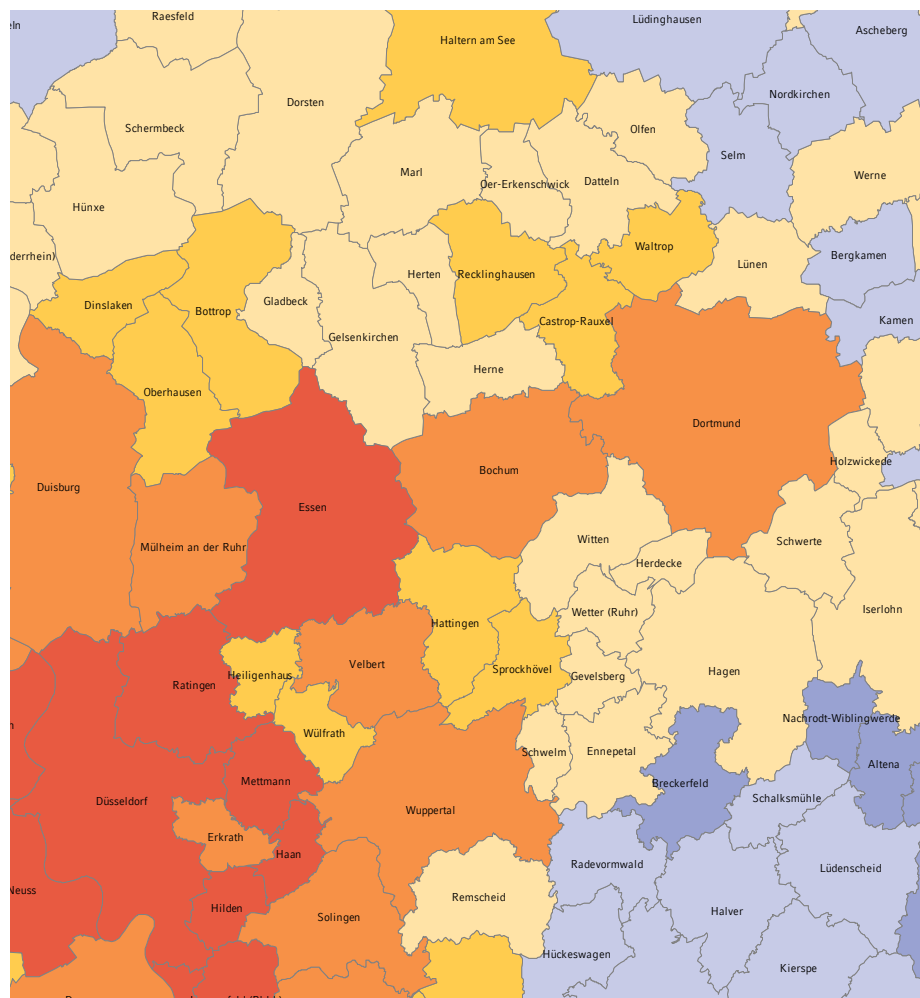 Raesfeld
Lüdinghausen
eln
Ascheberg
Haltern am See
Nordkirchen
Dorsten
Schermbeck
Olfen
Selm
Marl
Werne
Oer-Erkenschwick
Datteln
Hünxe
Waltrop
derrhein)
Bergkamen
Lünen
Herten
Recklinghausen
Gladbeck
Dinslaken
Bottrop
Castrop-Rauxel
Kamen
Gelsenkirchen
Herne
Oberhausen
Dortmund
Holzwickede
Bochum
Duisburg
Essen
Witten
Schwerte
Mülheim an der Ruhr
Herdecke
Iserlohn
Wetter (Ruhr)
Hattingen
Velbert
Sprockhövel
Hagen
Heiligenhaus
Gevelsberg
Ratingen
Nachrodt-Wiblingwerde
Wülfrath
Schwelm
Ennepetal
Altena
Mettmann
Breckerfeld
Düsseldorf
Schalksmühle
Wuppertal
Erkrath
Haan
Radevormwald
Lüdenscheid
Neuss
Remscheid
Hilden
Halver
Solingen
Hückeswagen
Kierspe